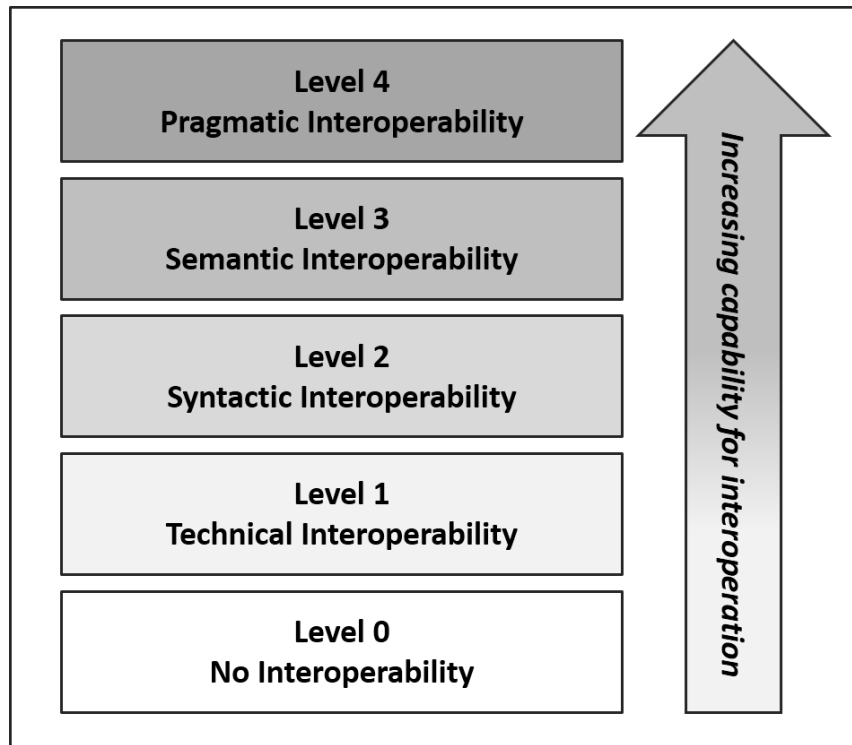 Level 4
Pragmatic Interoperability
Level 3
Semantic Interoperability
Level 2
Syntactic Interoperability
Level 1
Technical Interoperability
Level 0
No Interoperability
Increasing capability for interoperation